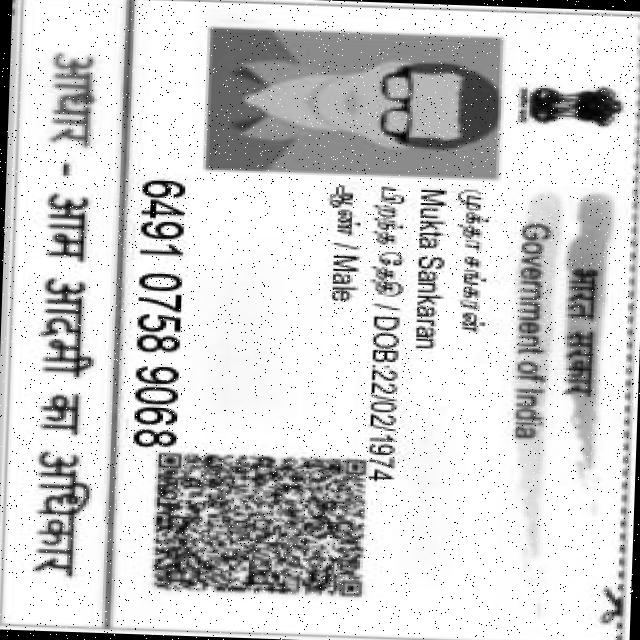 भारत सरकार
Government of India
முக்தா சங்கரன்
Mukta Sankaran
பிறந்த தேதி / DOB:22/02/1974
ஆண் / Male
6491 0758 9068
आधार - आम आदमी का अधिकार